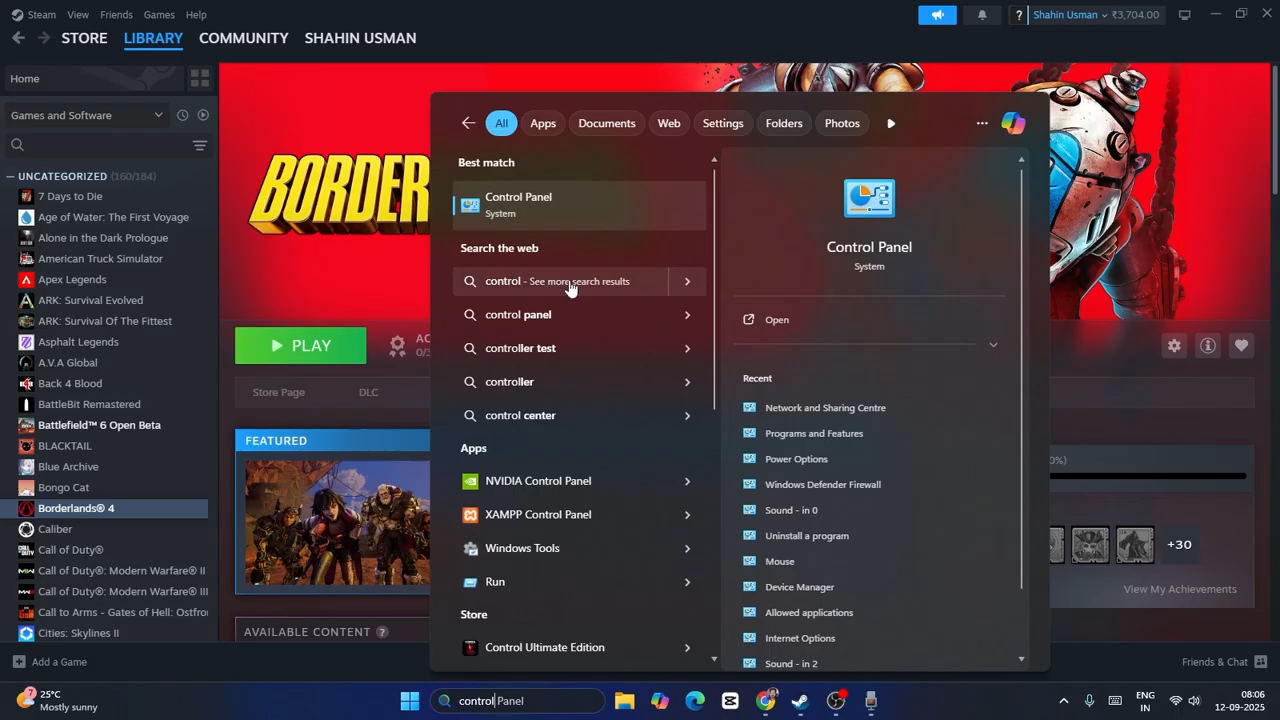 Steam View Friends Games Help
? Shahin Usman ₹3,704.00
STORE LIBRARY COMMUNITY SHAHIN USMAN
Home
Games and Software
UNCATEGORIZED (160/184)
7 Days to Die
Age of Water: The First Voyage
Alone in the Dark Prologue
American Truck Simulator
Apex Legends
ARK: Survival Evolved
ARK: Survival Of The Fittest
Asphalt Legends
A.V.A Global
Back 4 Blood
BattleBit Remastered
Battlefield™ 6 Open Beta
BLACKTAIL
Blue Archive
Bongo Cat
Borderlands® 4
Caliber
Call of Duty®
Call of Duty®: Modern Warfare® II
Call of Duty®: Modern Warfare® III
Call to Arms - Gates of Hell: Ostfro
Cities: Skylines II
Add a Game
BORDER
PLAY
AC
0/3
Store Page DLC
FEATURED
AVAILABLE CONTENT ?
All Apps Documents Web Settings Folders Photos
Best match
Control Panel
System
Search the web
control - See more search results
control panel
controller test
controller
control center
Apps
NVIDIA Control Panel
XAMPP Control Panel
Windows Tools
Run
Store
Control Ultimate Edition
Control Panel
System
Open
Recent
Network and Sharing Centre
Programs and Features
Power Options
Windows Defender Firewall
Sound - in 0
Uninstall a program
Mouse
Device Manager
Allowed applications
Internet Options
Sound - in 2
%)
+30
View My Achievements
Friends & Chat
7
25°C
Mostly sunny
control Panel
ENG
IN
08:06
12-09-2025